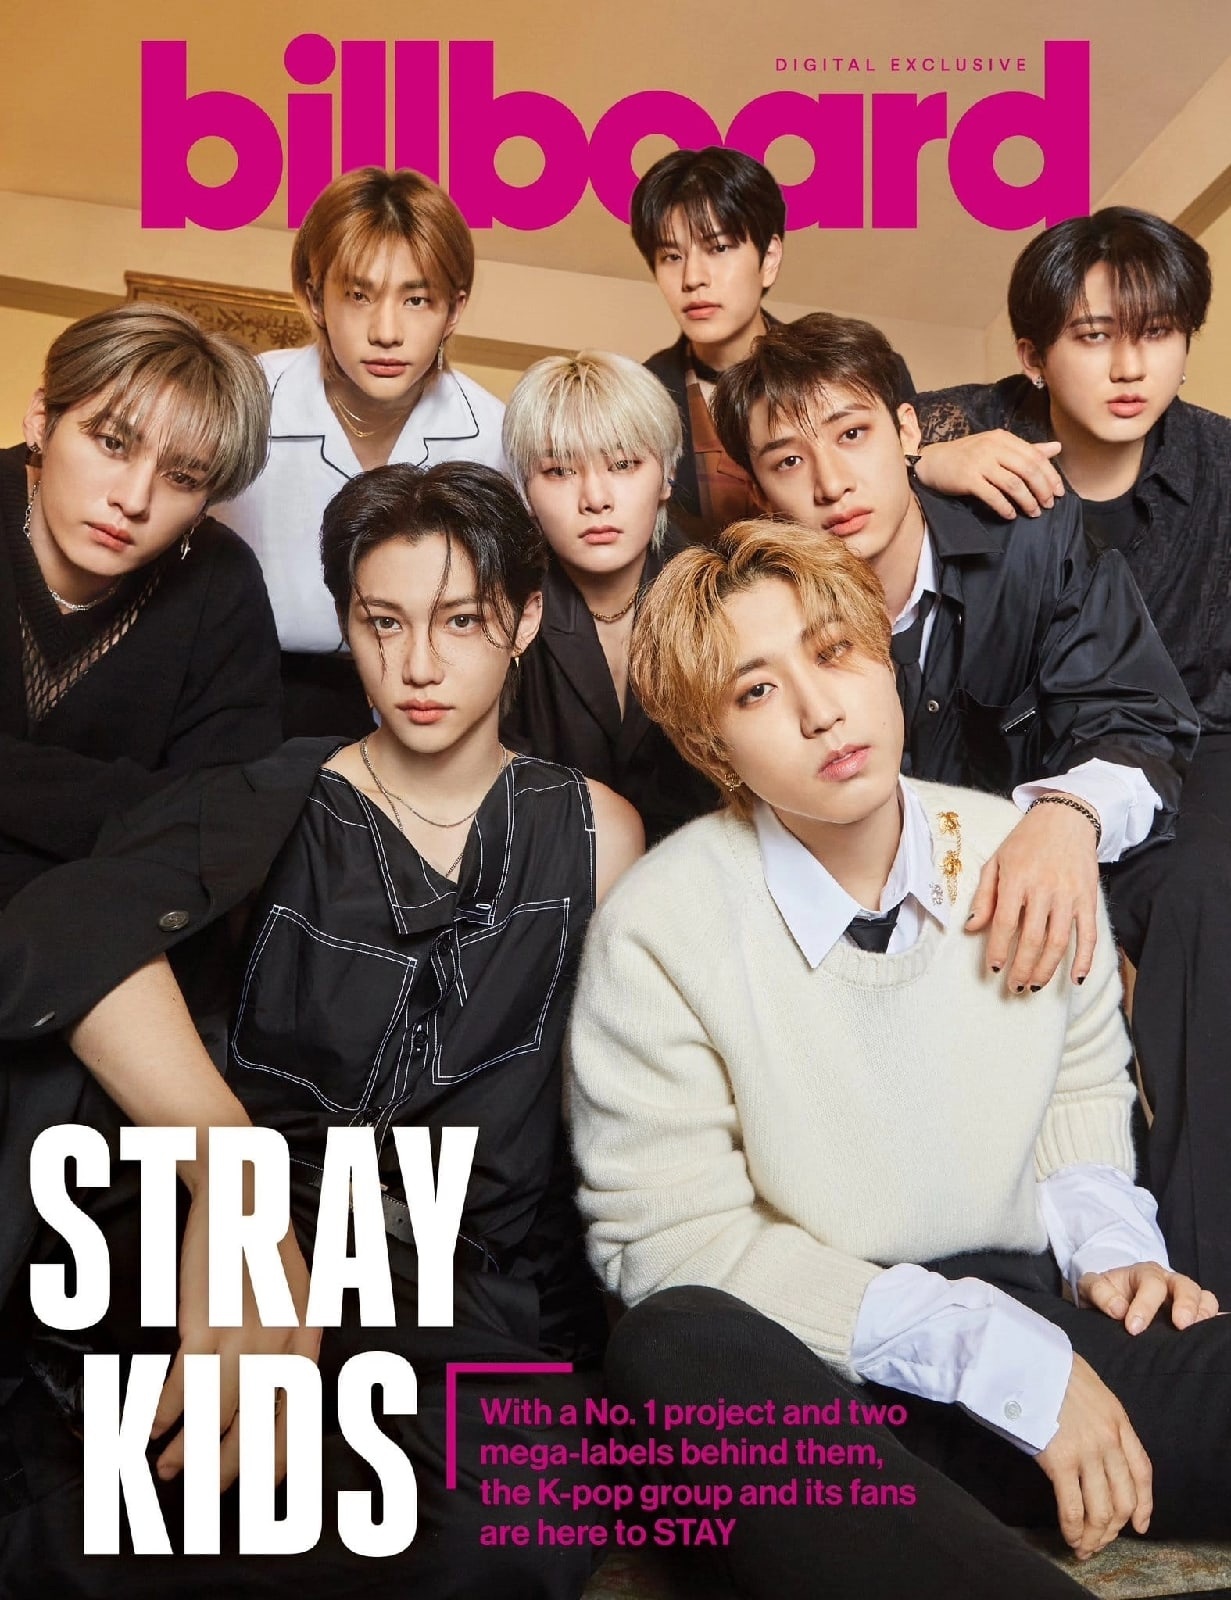 billboard
DIGITAL EXCLUSIVE
STRAY
KIDS
With a No. 1 project and two
mega-labels behind them,
the K-pop group and its fans
are here to STAY